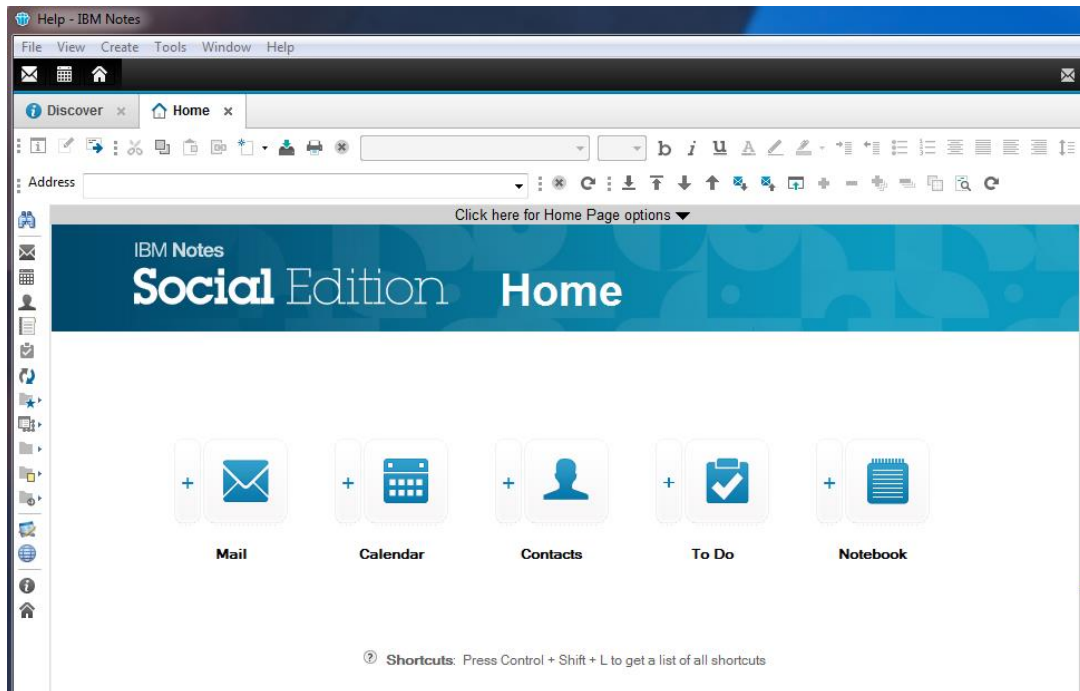 Help - IBM Notes
File View Create Tools Window Help
Discover Home
b i u A
Address
Click here for Home Page options
IBM Notes
Social Edition Home
Mail Calendar Contacts To Do Notebook
Shortcuts: Press Control + Shift + L to get a list of all shortcuts